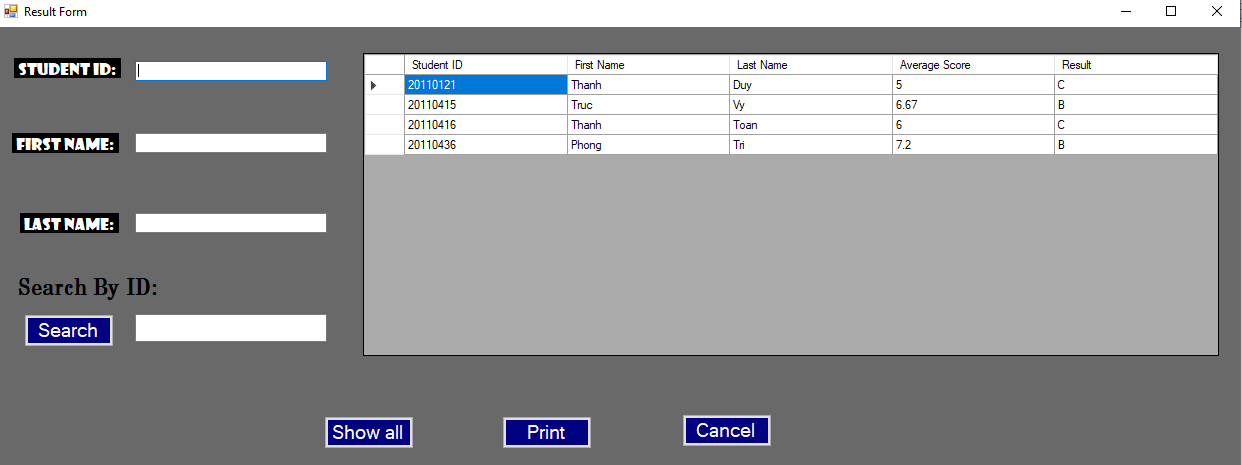 Result Form
STUDENT ID:
FIRST NAME:
LAST NAME:
Search By ID:
Search
Student ID First Name Last Name Average Score Result
20110121 Thanh Duy 5 C
20110415 Truc Vy 6.67 B
20110416 Thanh Toan 6 C
20110436 Phong Tri 7.2 B
Show all Print Cancel